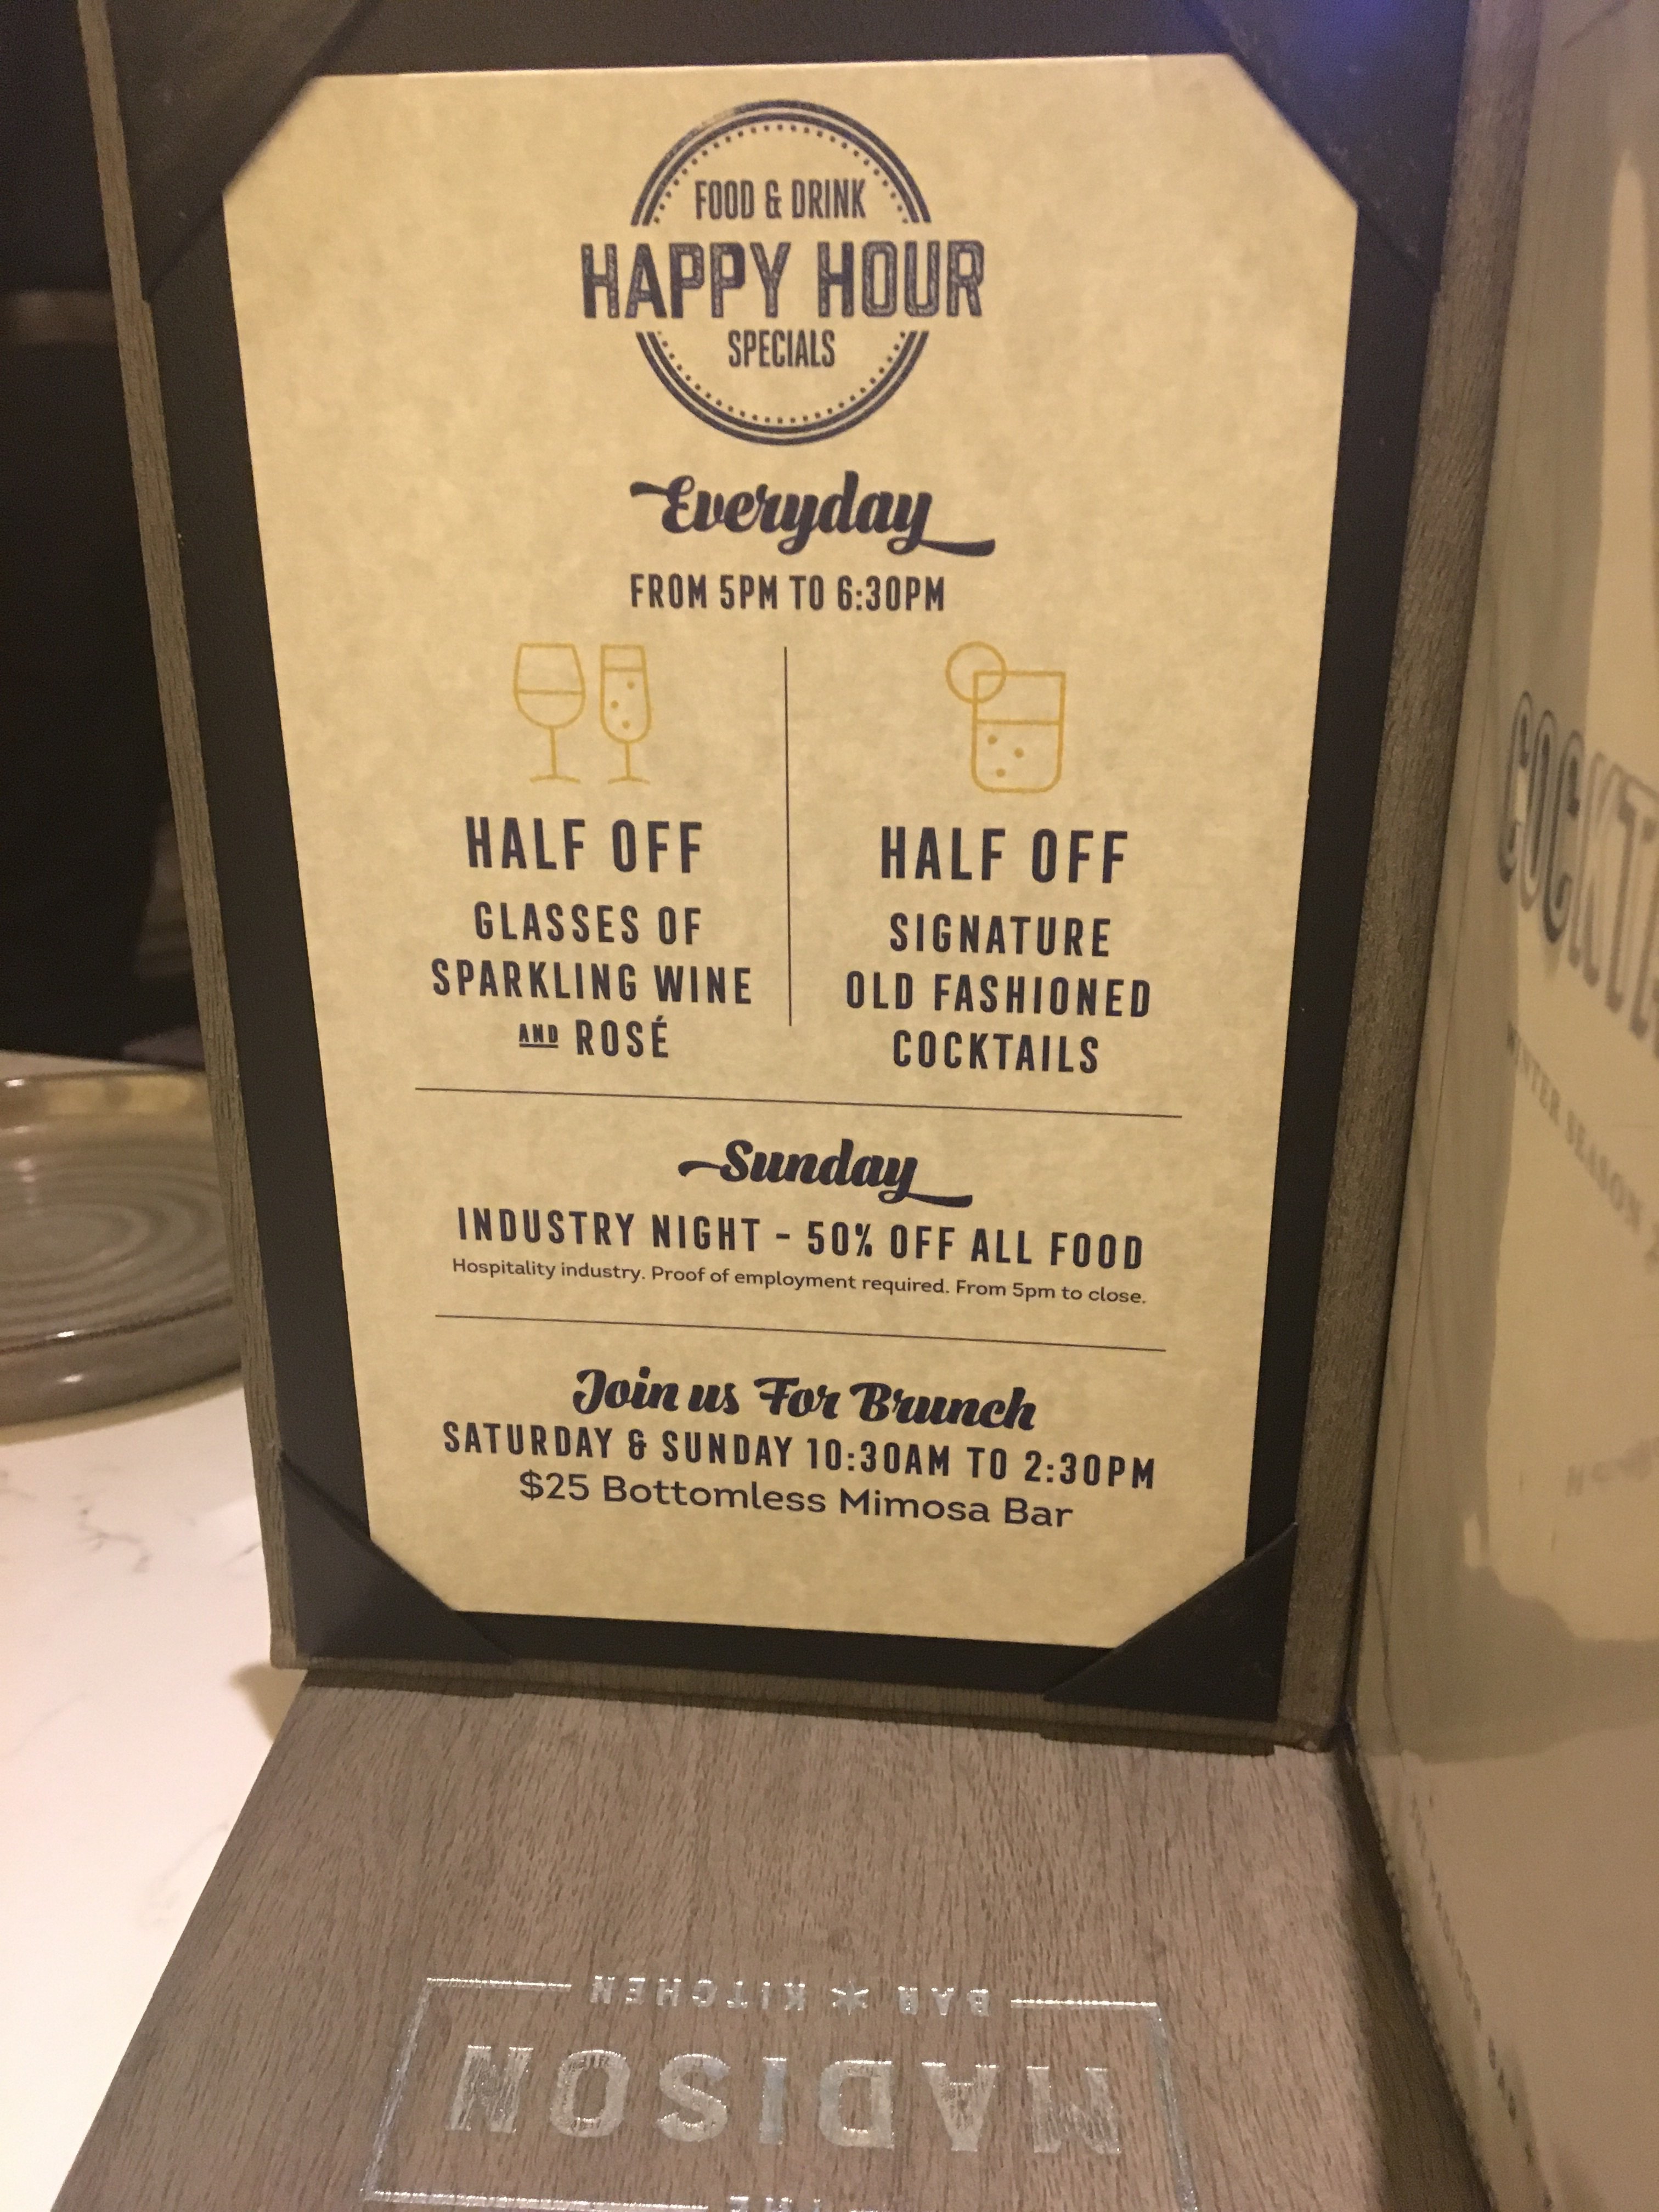 FOOD & DRINK
HAPPY HOUR
SPECIALS
Everyday
FROM 5PM TO 6:30PM
HALF OFF
GLASSES OF
SPARKLING WINE
AND ROSÉ
HALF OFF
SIGNATURE
OLD FASHIONED
COCKTAILS
Sunday
INDUSTRY NIGHT - 50% OFF ALL FOOD
Hospitality industry. Proof of employment required. From 5pm to close.
Join us For Brunch
SATURDAY & SUNDAY 10:30AM TO 2:30PM
$25 Bottomless Mimosa Bar
THE
MADISON
BAR * KITCHEN
WINTER SEASON